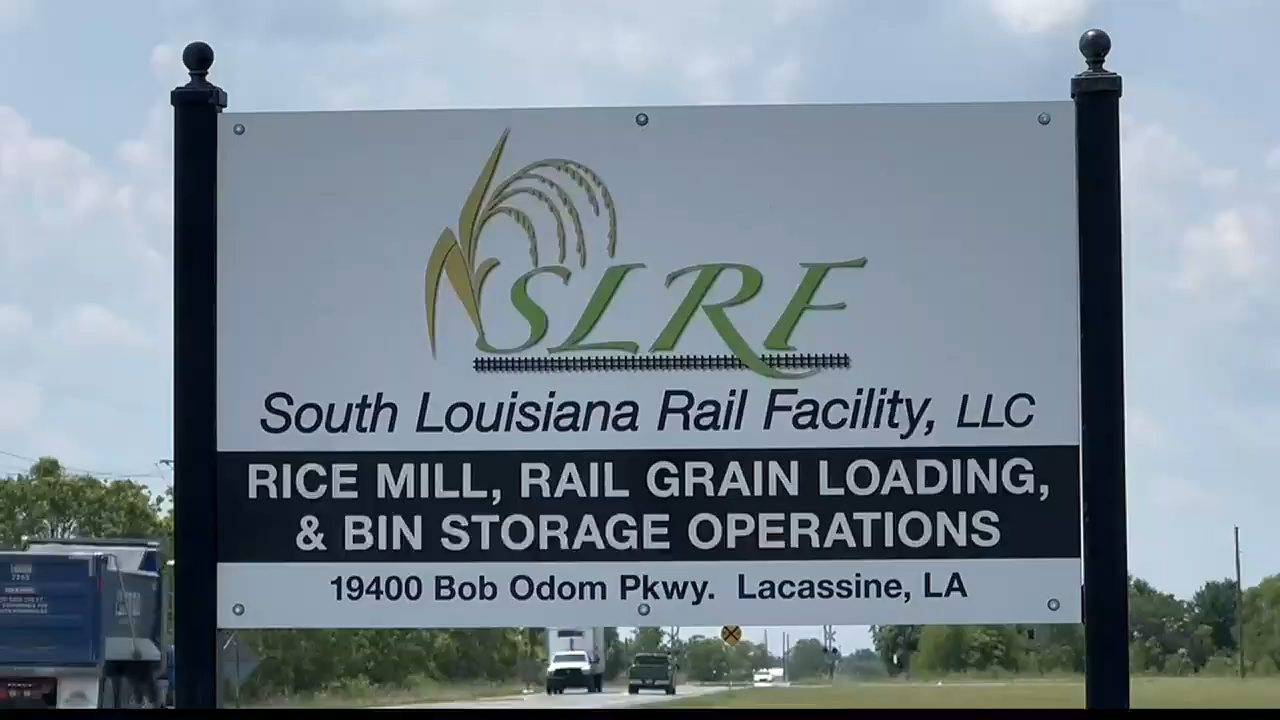 SLRF
South Louisiana Rail Facility, LLC
RICE MILL, RAIL GRAIN LOADING,
& BIN STORAGE OPERATIONS
19400 Bob Odom Pkwy. Lacassine, LA